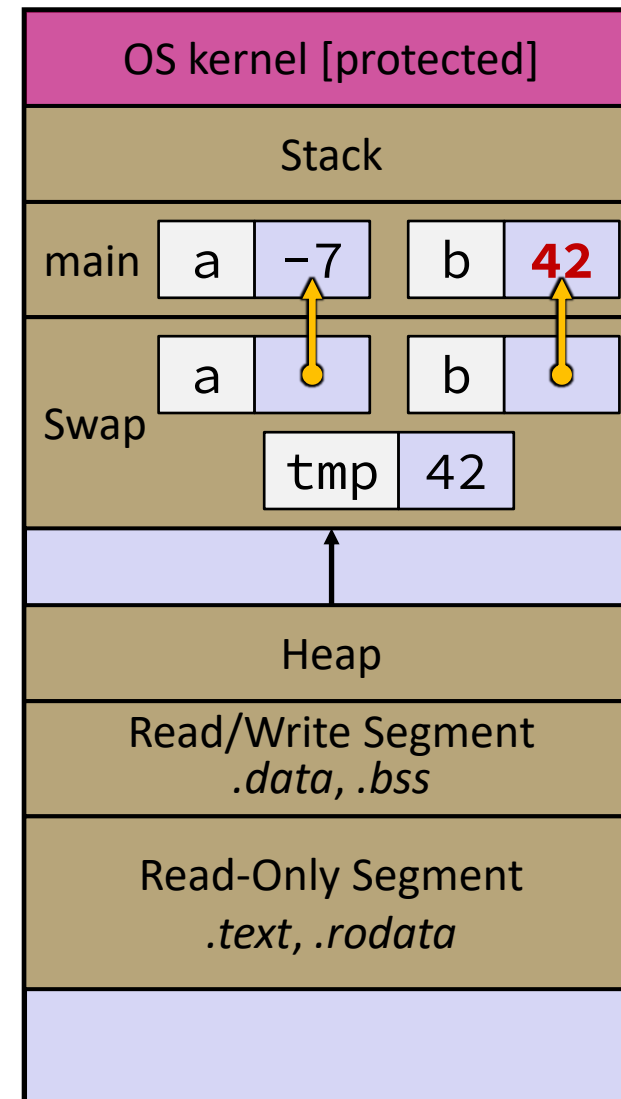 OS kernel [protected]
Stack
main a -7 b 42
Swap a b
tmp 42
Heap
Read/Write Segment
.data, .bss
Read-Only Segment
.text, .rodata